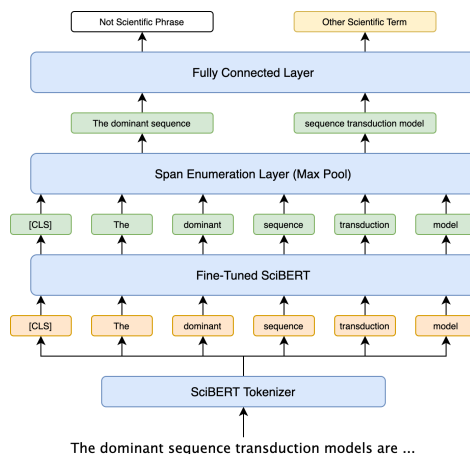 Not Scientific Phrase Other Scientific Term
Fully Connected Layer
The dominant sequence sequence transduction model
Span Enumeration Layer (Max Pool)
[CLS] The dominant sequence transduction model
Fine-Tuned SciBERT
[CLS] The dominant sequence transduction model
SciBERT Tokenizer
The dominant sequence transduction models are ...